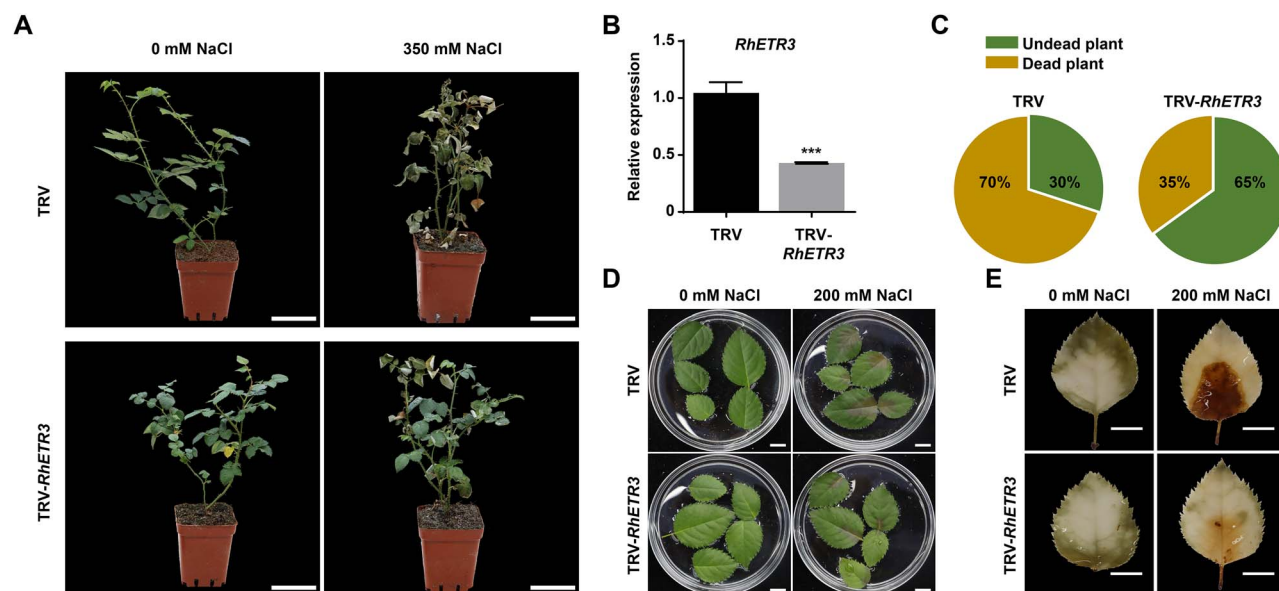 A
0 mM NaCl
350 mM NaCl
TRV
TRV-RhETR3
B
RhETR3
Relative expression
1.5
1.0
0.5
0
***
TRV
TRV-
RhETR3
C
Undead plant
Dead plant
TRV
TRV-RhETR3
70%
30%
35%
65%
D
0 mM NaCl
200 mM NaCl
TRV
TRV-RhETR3
E
0 mM NaCl
200 mM NaCl
TRV
TRV-RhETR3